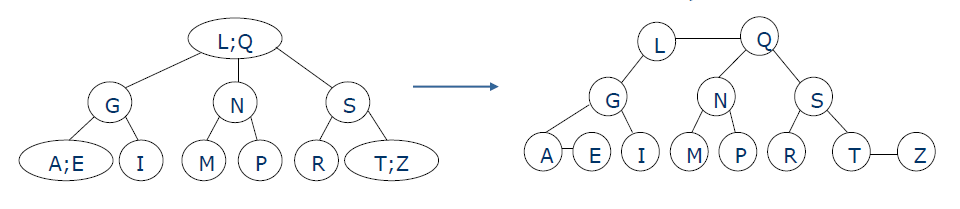 L;Q
G N S
A;E I M P R T;Z
L Q
G N S
A E I M P R T Z